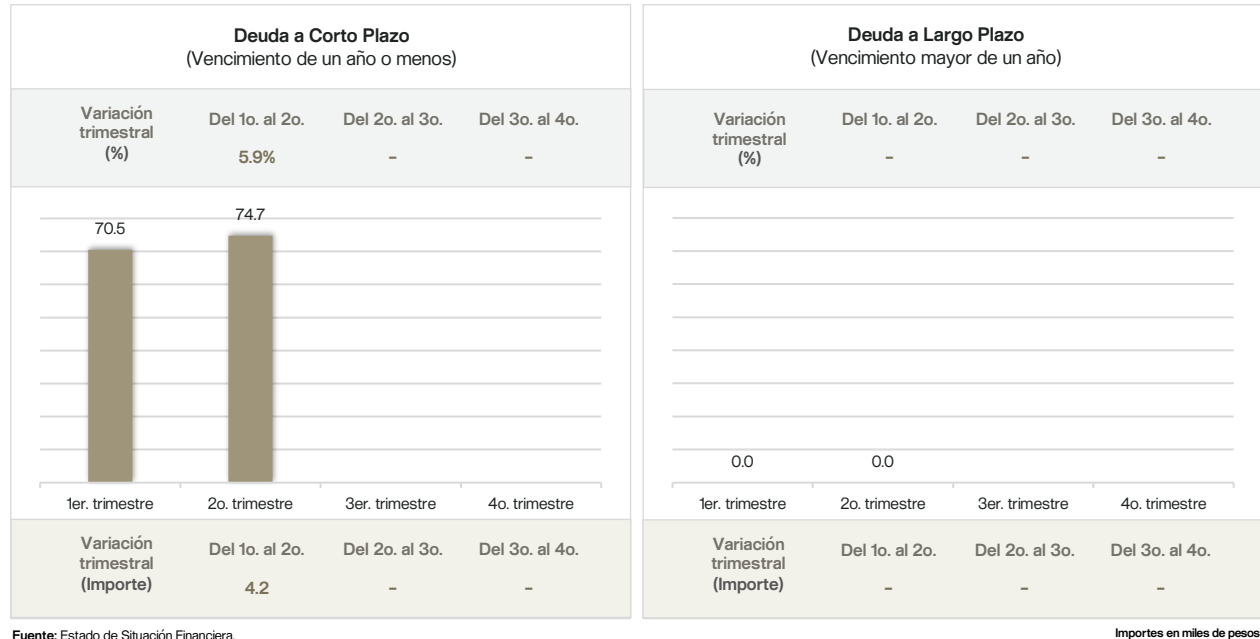 Deuda a Corto Plazo
(Vencimiento de un año o menos)
Variación trimestral (%)
Del 1o. al 2o. Del 2o. al 3o. Del 3o. al 4o.
5.9% – –
70.5 74.7
1er. trimestre 2o. trimestre 3er. trimestre 4o. trimestre
Variación trimestral (Importe)
Del 1o. al 2o. Del 2o. al 3o. Del 3o. al 4o.
4.2 – –
Deuda a Largo Plazo
(Vencimiento mayor de un año)
Variación trimestral (%)
Del 1o. al 2o. Del 2o. al 3o. Del 3o. al 4o.
– – –
0.0 0.0
1er. trimestre 2o. trimestre 3er. trimestre 4o. trimestre
Variación trimestral (Importe)
Del 1o. al 2o. Del 2o. al 3o. Del 3o. al 4o.
– – –
Fuente: Estado de Situación Financiera.
Importes en miles de pesos